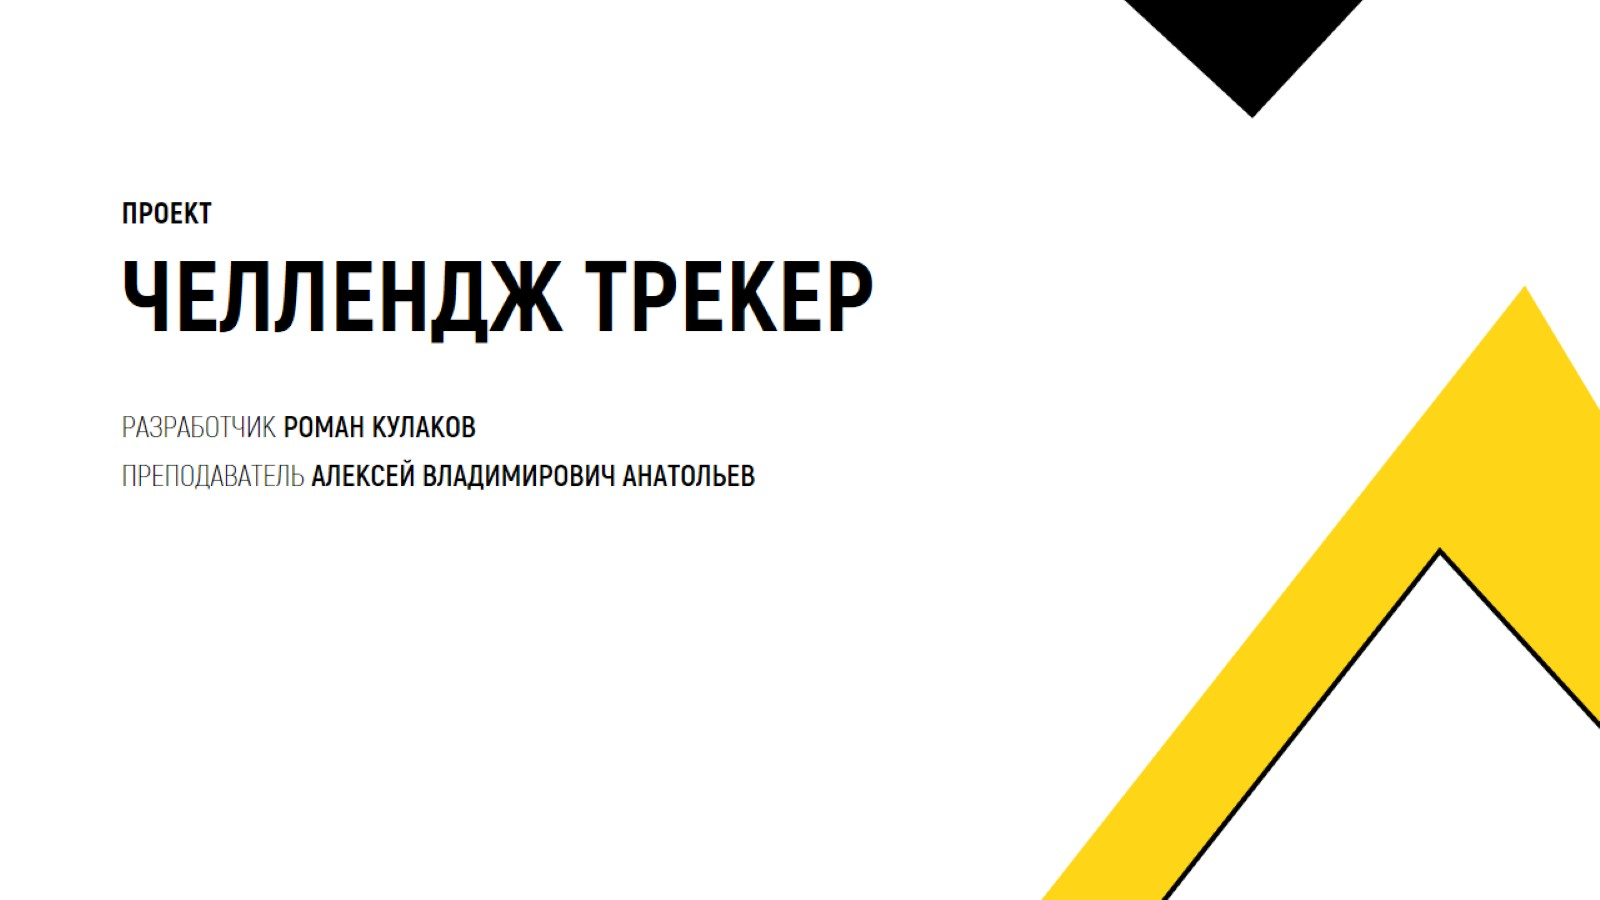 ПРОЕКТ
ЧЕЛЛЕНДЖ ТРЕКЕР
РАЗРАБОТЧИК РОМАН КУЛАКОВ
ПРЕПОДАВАТЕЛЬ АЛЕКСЕЙ ВЛАДИМИРОВИЧ АНАТОЛЬЕВ